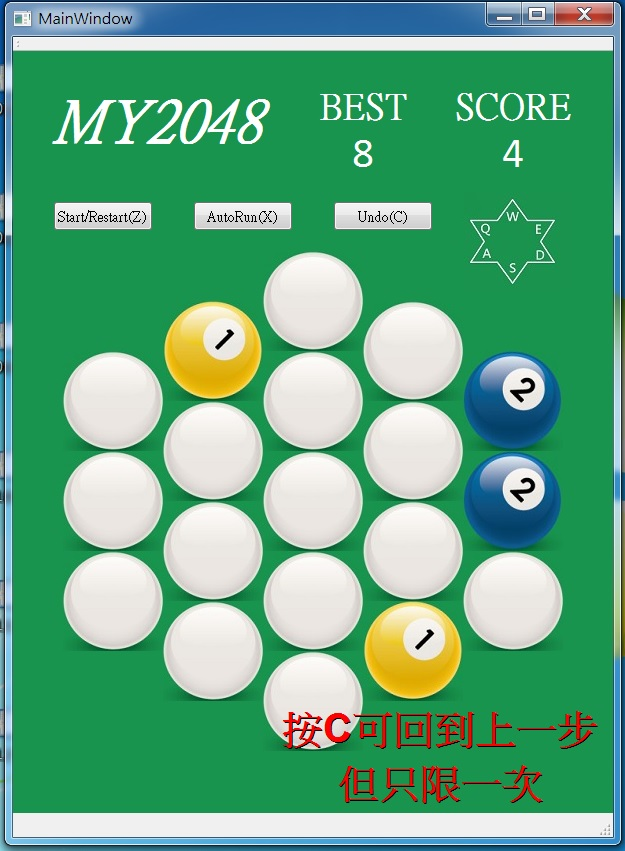 MainWindow
MY2048
BEST
SCORE
8
4
Start/Restart(Z)
AutoRun(X)
Undo(C)
W
Q
E
A
D
S
1
2
2
1
按C可回到上一步
但只限一次